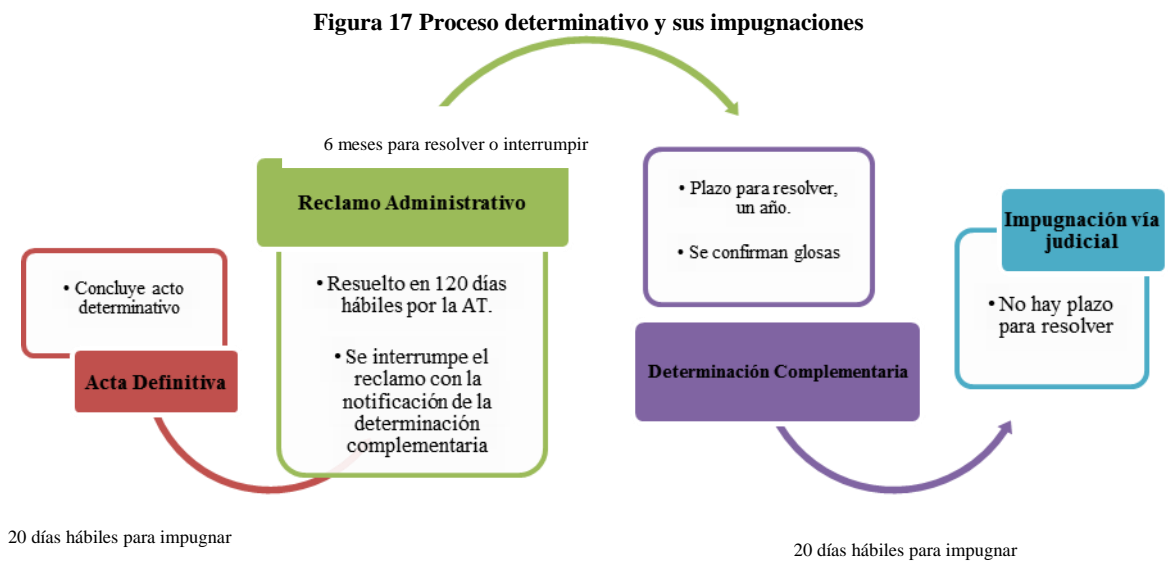 Figura 17 Proceso determinativo y sus impugnaciones
6 meses para resolver o interrumpir
• Concluye acto
determinativo
Acta Definitiva
Reclamo Administrativo
• Resuelto en 120 días
hábiles por la AT.
• Se interrumpe el
reclamo con la
notificación de la
determinación
complementaria
• Plazo para resolver,
un año.
• Se confirman glosas
Determinación Complementaria
Impugnación vía
judicial
• No hay plazo
para resolver
20 días hábiles para impugnar
20 días hábiles para impugnar